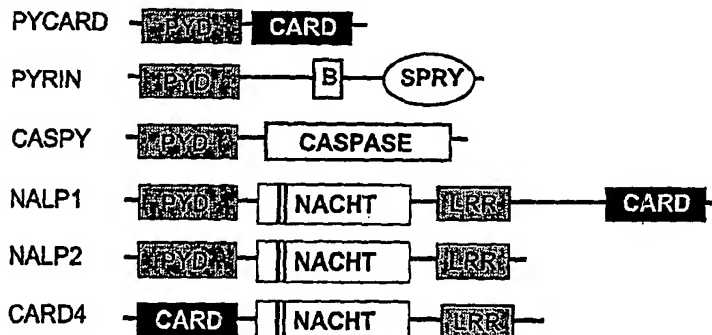 PYCARD PYD CARD
PYRIN PYD B SPRY
CASPY PYD CASPASE
NALP1 PYD NACHT LRR CARD
NALP2 PYD NACHT LRR
CARD4 CARD NACHT LRR